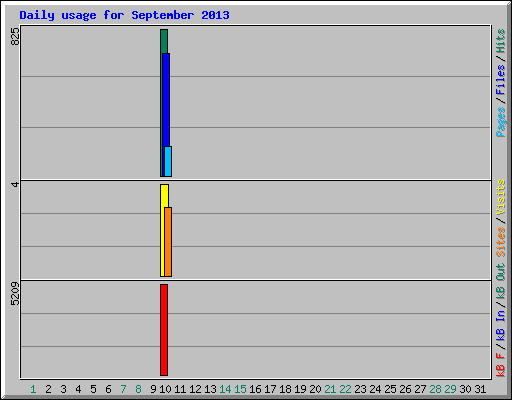 Daily usage for September 2013
825
Pages/Files/Hits
4
Sites/Visits
5209
kB F/kB In/kB Out
1 2 3 4 5 6 7 8 9 10 11 12 13 14 15 16 17 18 19 20 21 22 23 24 25 26 27 28 29 30 31